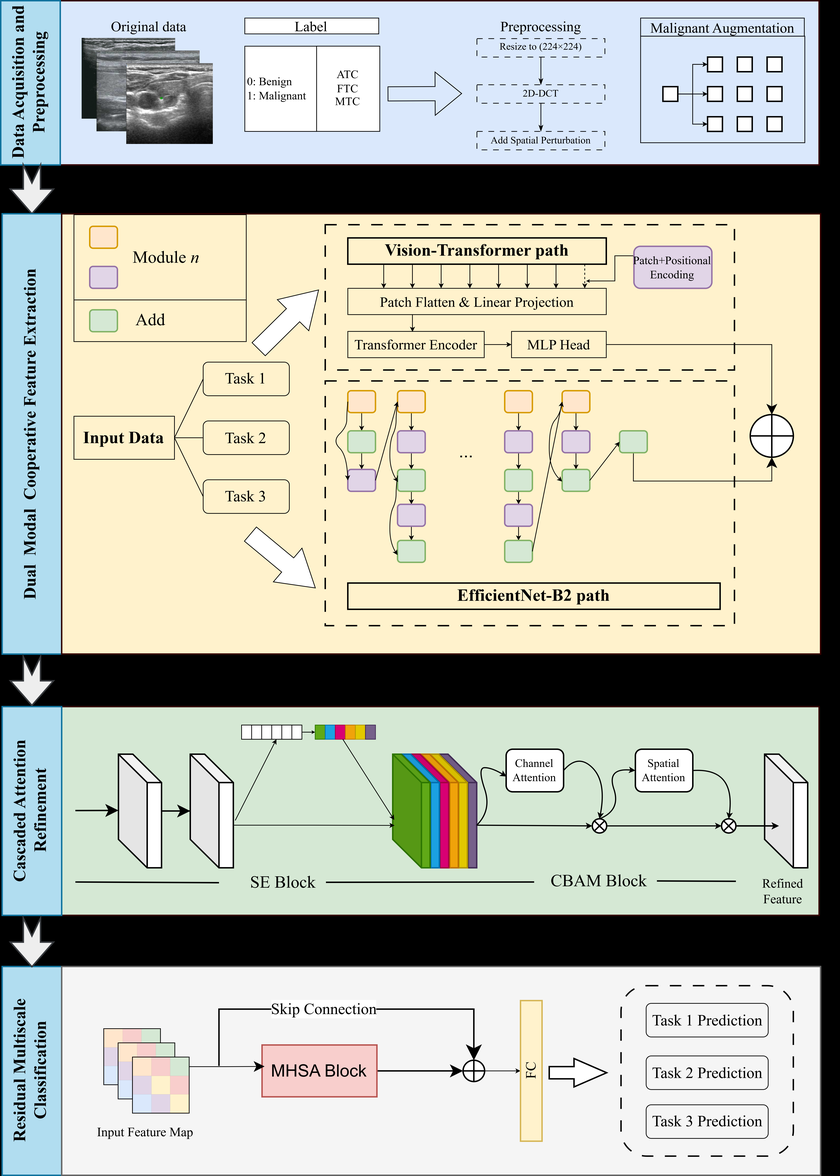 Data Acquisition and
Preprocessing
Original data
Label
0: Benign
1: Malignant
ATC
FTC
MTC
Preprocessing
Resize to (224×224)
2D-DCT
Add Spatial Perturbation
Malignant Augmentation
Dual Modal Cooperative Feature Extraction
Module n
Add
Input Data
Task 1
Task 2
Task 3
Vision-Transformer path
Patch+Positional
Encoding
Patch Flatten & Linear Projection
Transformer Encoder
MLP Head
...
EfficientNet-B2 path
Cascaded Attention
Refinement
Channel
Attention
Spatial
Attention
SE Block
CBAM Block
Refined
Feature
Residual Multiscale
Classification
Input Feature Map
Skip Connection
MHSA Block
FC
Task 1 Prediction
Task 2 Prediction
Task 3 Prediction